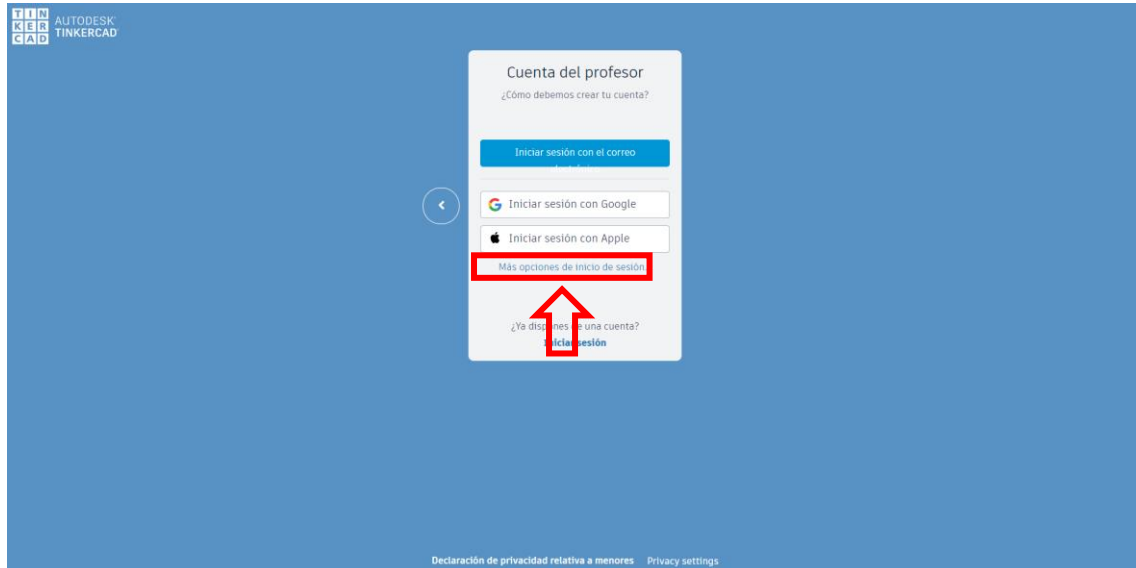 TIN
KER
CAD
AUTODESK
TINKERCAD
Cuenta del profesor
¿Cómo debemos crear tu cuenta?
Iniciar sesión con el correo
Iniciar sesión con Google
Iniciar sesión con Apple
Más opciones de inicio de sesión
¿Ya dispones de una cuenta?
Iniciar sesión
Declaración de privacidad relativa a menores Privacy settings